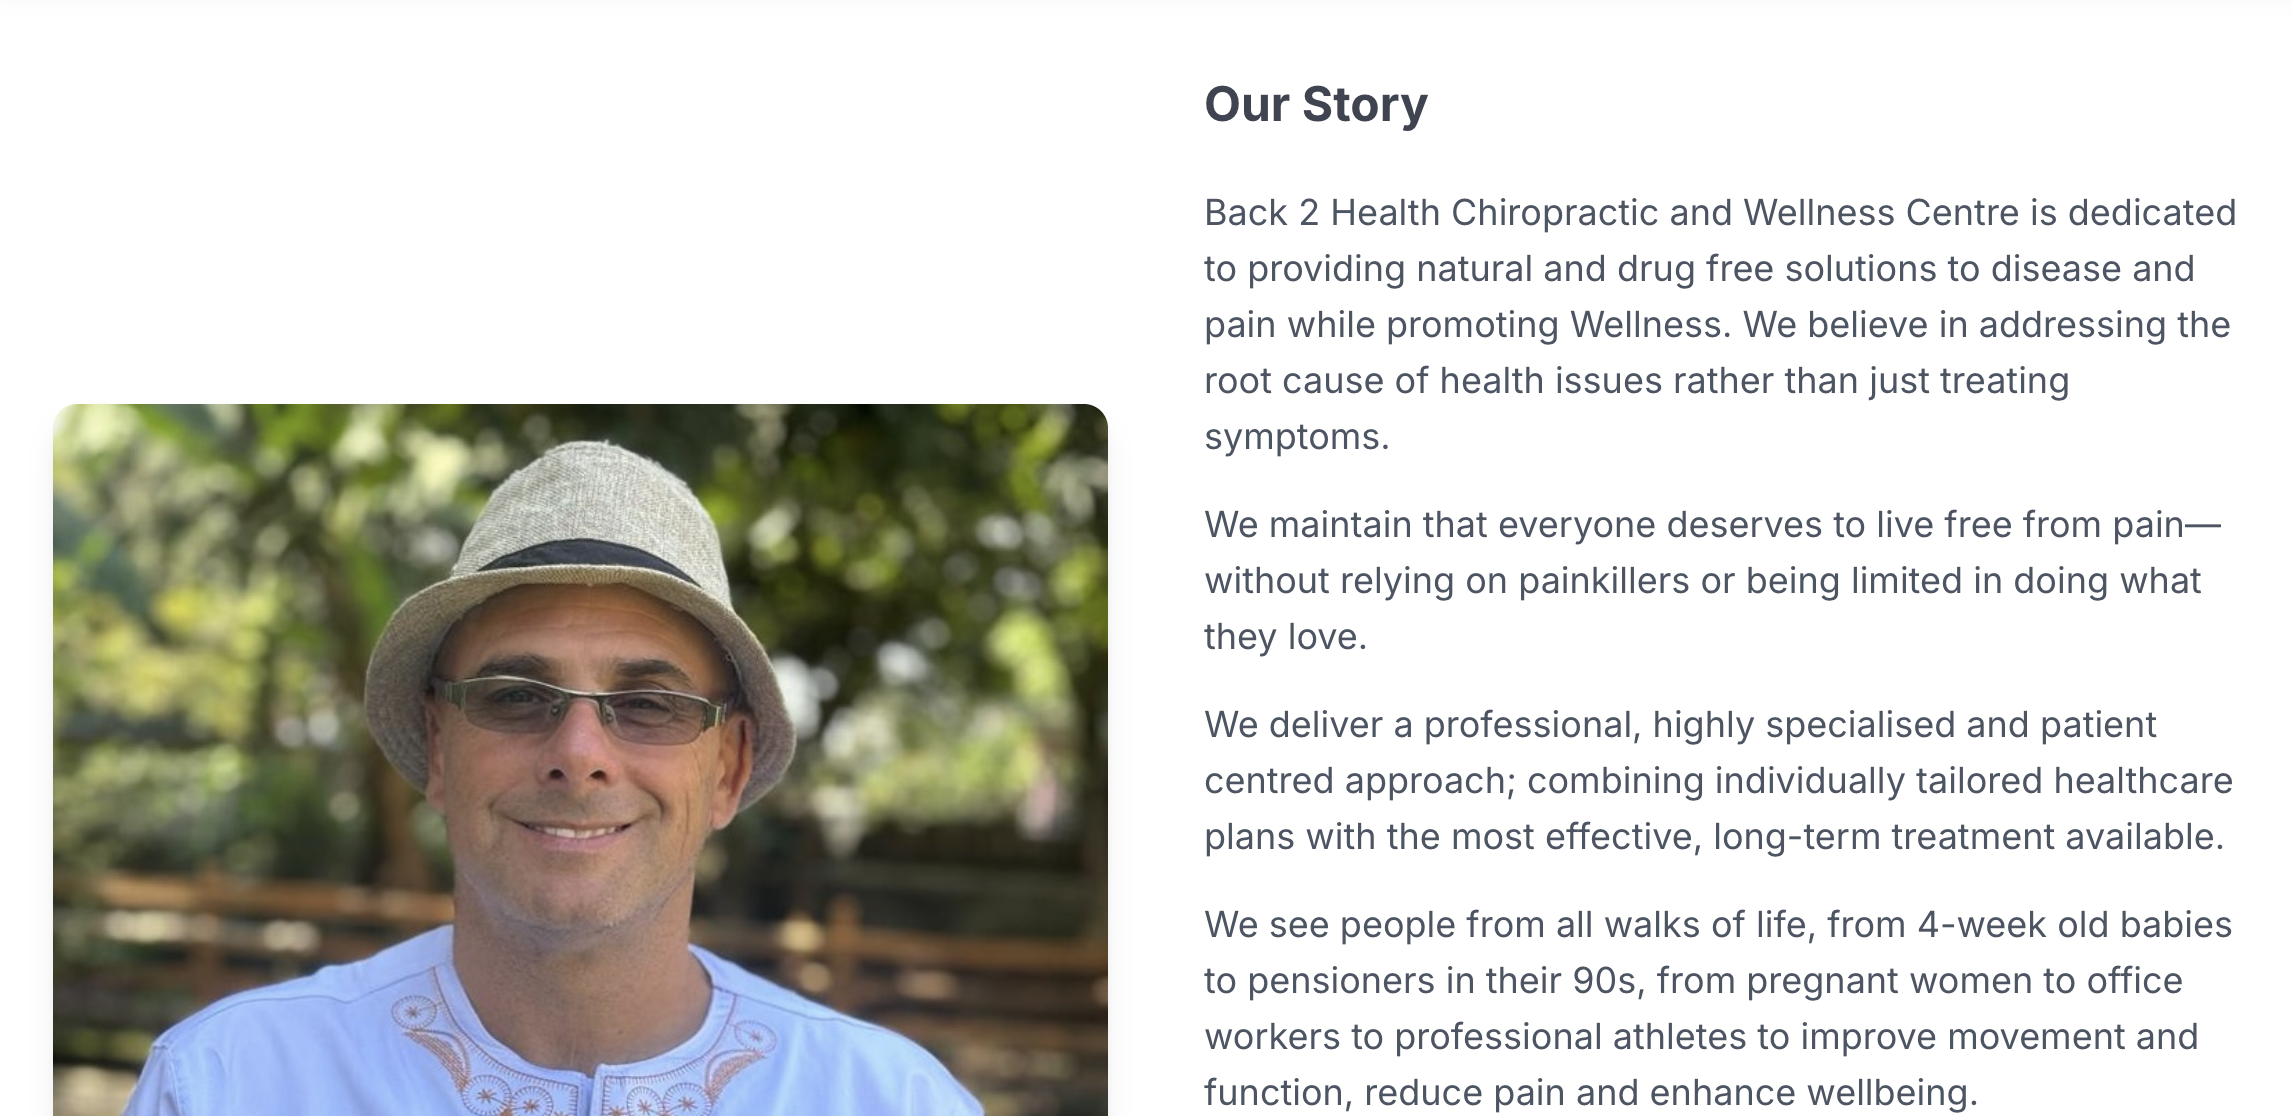 Our Story
Back 2 Health Chiropractic and Wellness Centre is dedicated
to providing natural and drug free solutions to disease and
pain while promoting Wellness. We believe in addressing the
root cause of health issues rather than just treating
symptoms.
We maintain that everyone deserves to live free from pain—
without relying on painkillers or being limited in doing what
they love.
We deliver a professional, highly specialised and patient
centred approach; combining individually tailored healthcare
plans with the most effective, long-term treatment available.
We see people from all walks of life, from 4-week old babies
to pensioners in their 90s, from pregnant women to office
workers to professional athletes to improve movement and
function, reduce pain and enhance wellbeing.